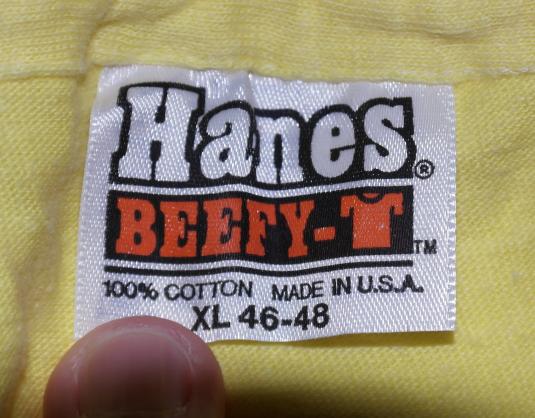 Hanes®
BEEFY-T™
100% COTTON MADE IN U.S.A.
XL 46-48